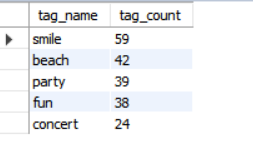 tag_name tag_count
smile 59
beach 42
party 39
fun 38
concert 24